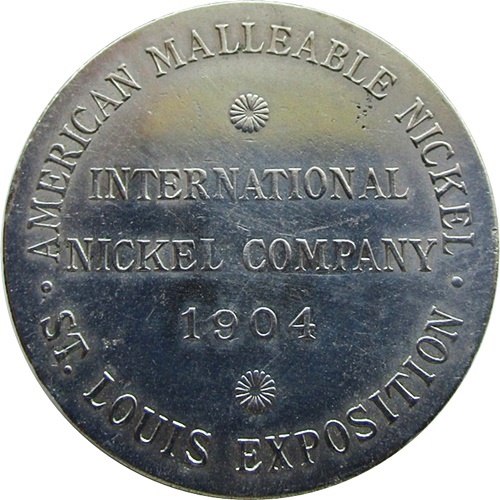 AMERICAN MALLEABLE NICKEL
INTERNATIONAL
NICKEL COMPANY
1904
· ST. LOUIS EXPOSITION ·